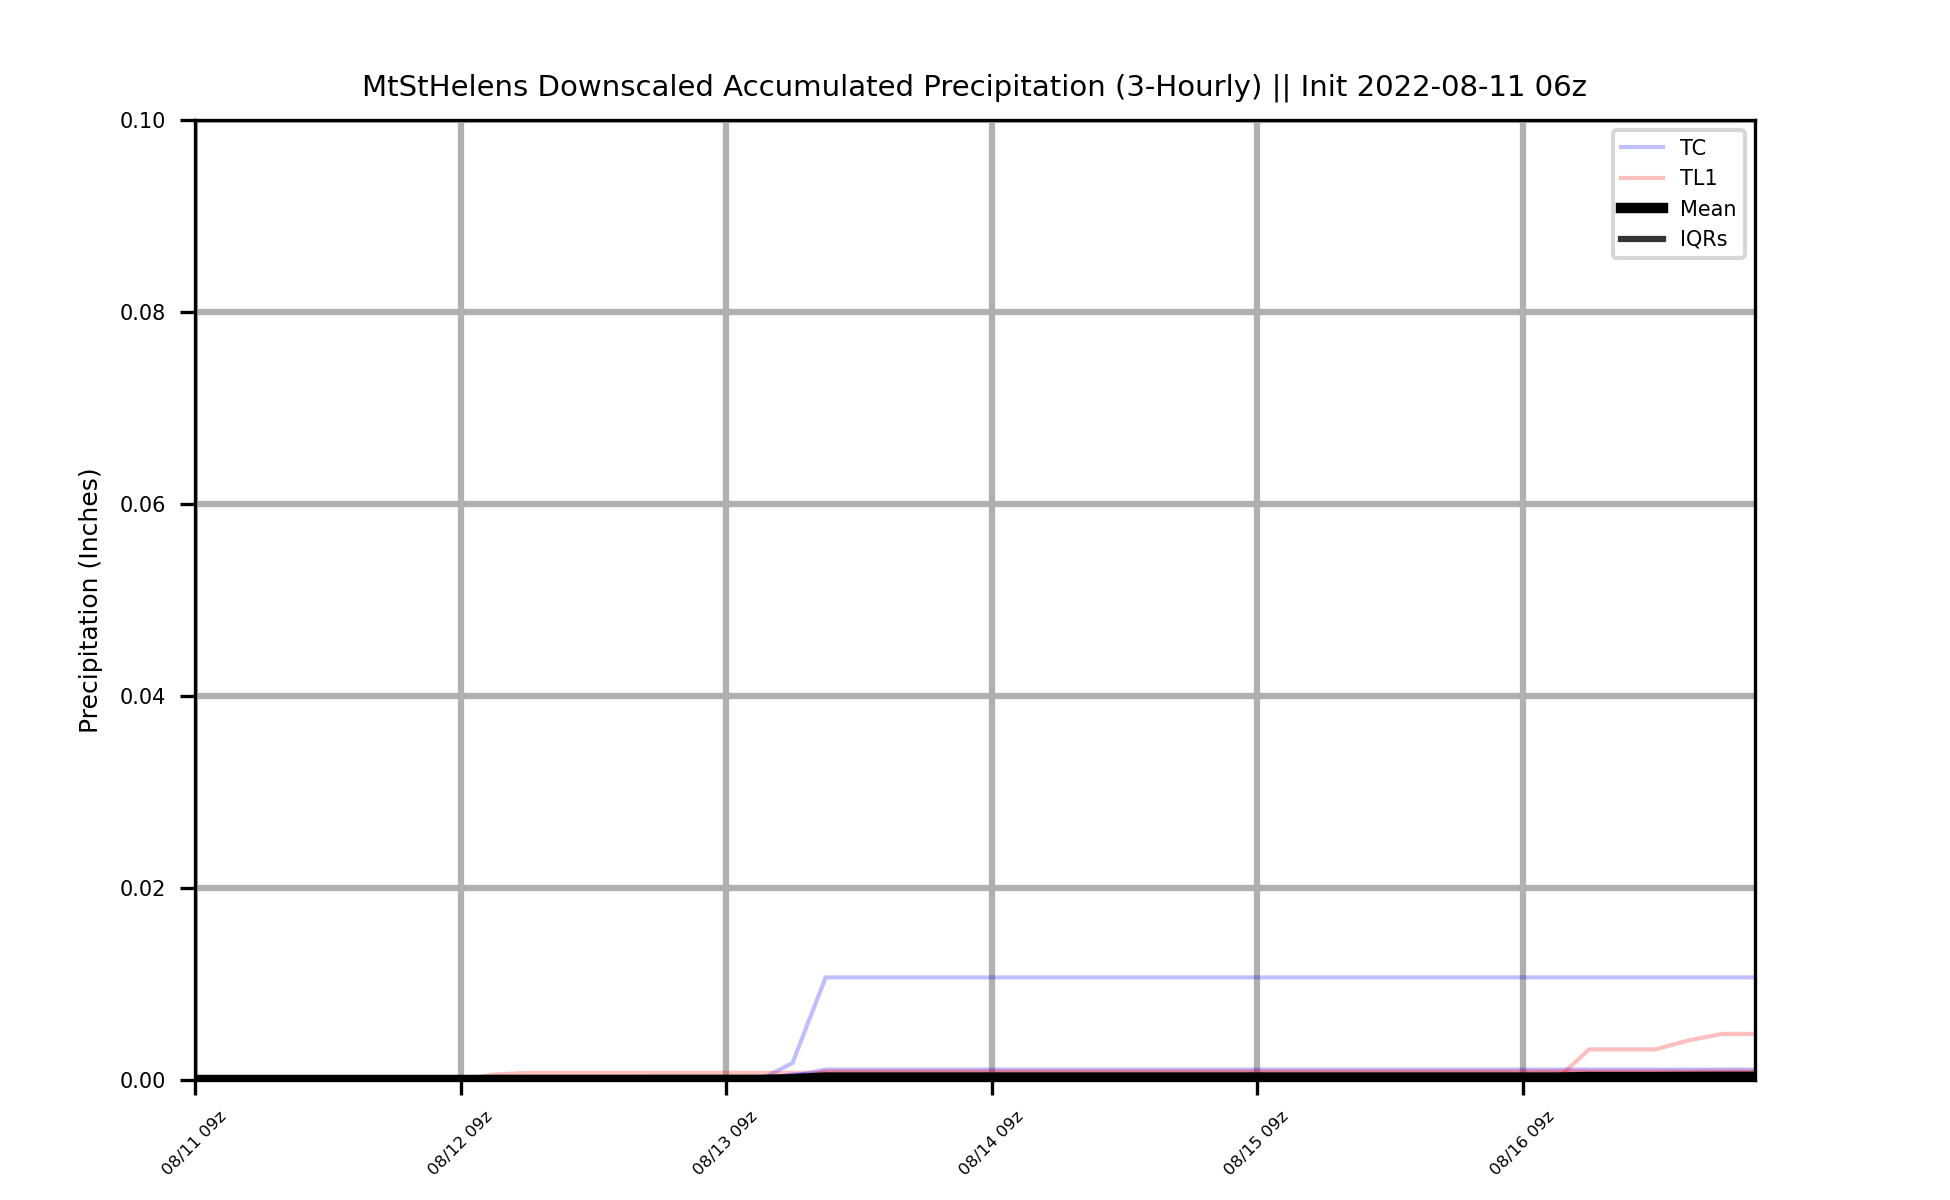 MtStHelens Downscaled Accumulated Precipitation (3-Hourly) || Init 2022-08-11 06z
TC
TL1
Mean
IQRs
Precipitation (Inches)
0.10
0.08
0.06
0.04
0.02
0.00
08/11 09z
08/12 09z
08/13 09z
08/14 09z
08/15 09z
08/16 09z